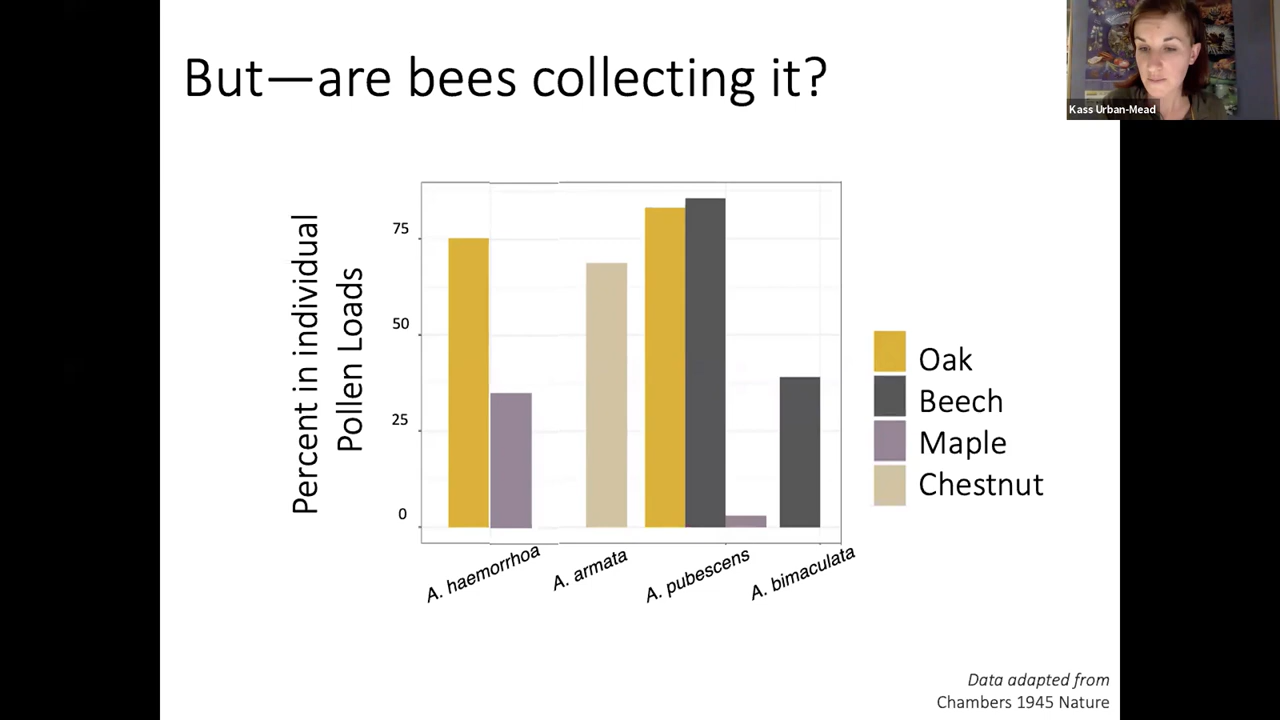 But—are bees collecting it?
Kass Urban-Mead
Percent in individual
Pollen Loads
75
50
25
0
A. haemorrhoa
A. armata
A. pubescens
A. bimaculata
Oak
Beech
Maple
Chestnut
Data adapted from
Chambers 1945 Nature